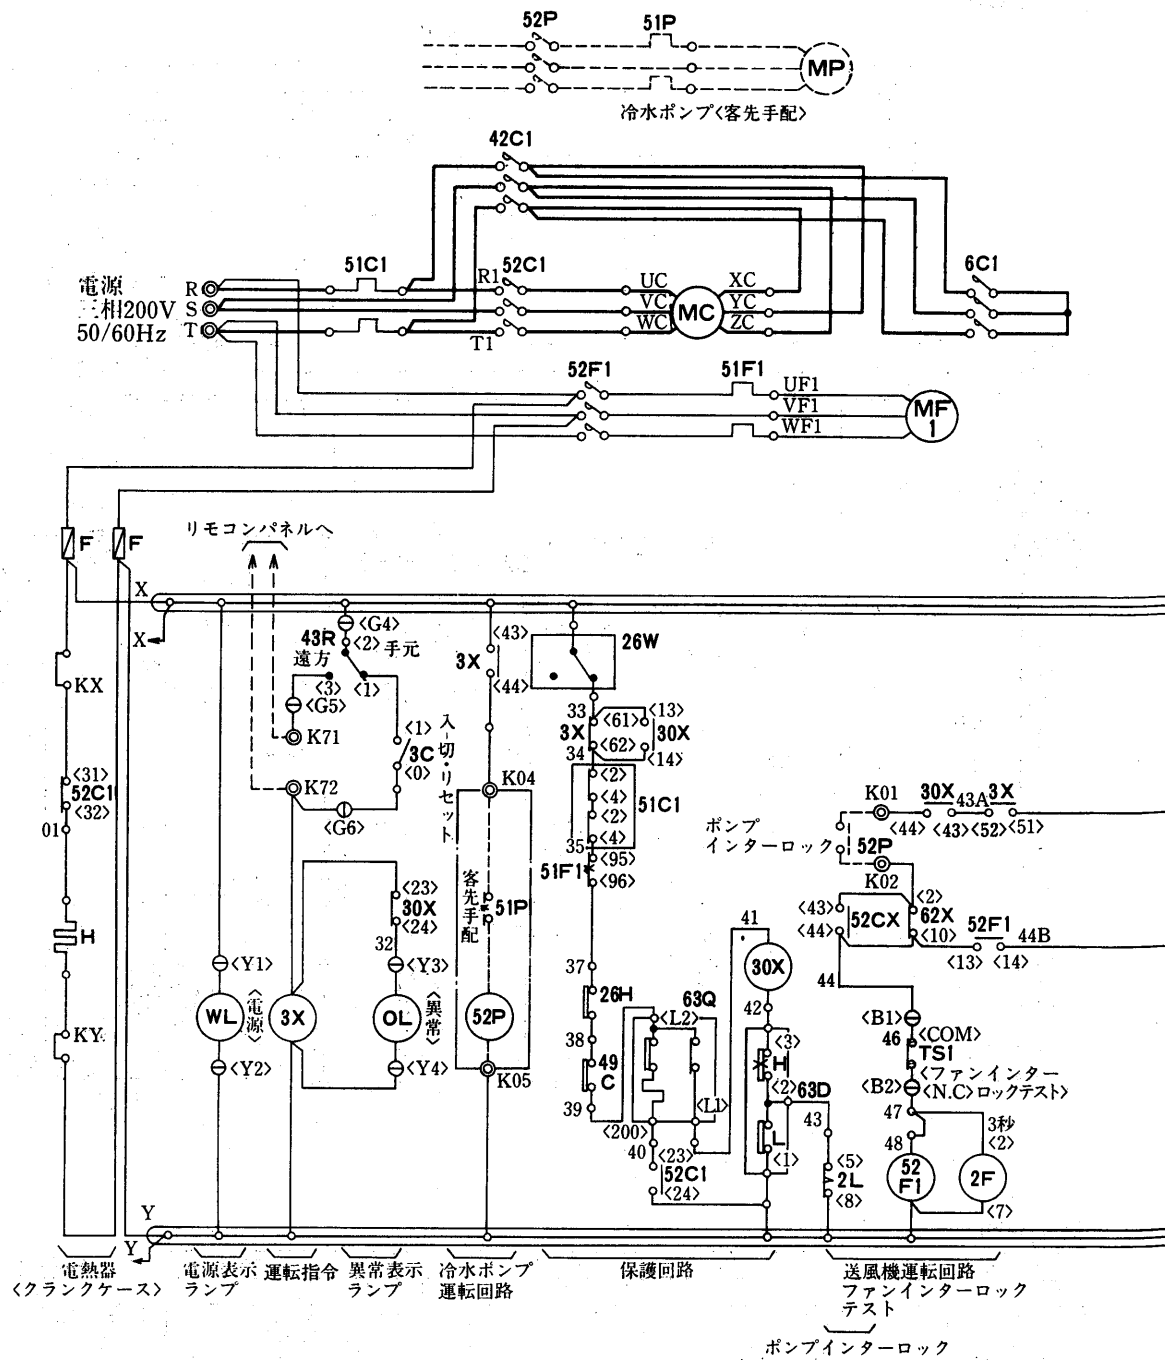 52P
51P
MP
冷水ポンプ<客先手配>
42C1
電源
三相200V
50/60Hz
R
S
T
51C1
R1
52C1
T1
UC
VC
WC
MC
XC
YC
ZC
6C1
52F1
51F1
UF1
VF1
WF1
MF
1
F
F
リモコンパネルへ
X
X
KX
<31>
52C1
<32>
01
H
KY
<Y1>
WL
<電源>
<Y2>
<G4>
43R
<2>
手元
遠方
<3>
<1>
<G5>
K71
<1>
3C
<0>
K72
<G6>
入-切・リセット
3X
<23>
30X
<24>
32
<Y3>
OL
<異常>
<Y4>
<43>
3X
<44>
K04
客先手配
51P
52P
K05
26W
33
<61>
<13>
3X
30X
<62>
34
<14>
<2>
<4>
51C1
<2>
<4>
35
<95>
51F1
<96>
37
26H
38
49
C
39
63Q
<L2>
<L1>
<200>
40
<23>
52C1
<24>
41
30X
42
<3>
H
<2>
63D
L
<1>
43
<5>
2L
<8>
ポンプ
インターロック
K01
30X
43A
3X
<44>
<43>
<52>
<51>
52P
K02
<43>
52CX
<44>
<2>
62X
<10>
52F1
44B
<13>
<14>
44
<B1>
46
<COM>
TS1
<ファンインター
<B2>
<N.C>ロックテスト>
47
3秒
<2>
48
52
F1
2F
<7>
Y
Y
電熱器
<クランクケース>
電源表示
ランプ
運転指令
異常表示
ランプ
冷水ポンプ
運転回路
保護回路
送風機運転回路
ファンインターロック
テスト
ポンプインターロック